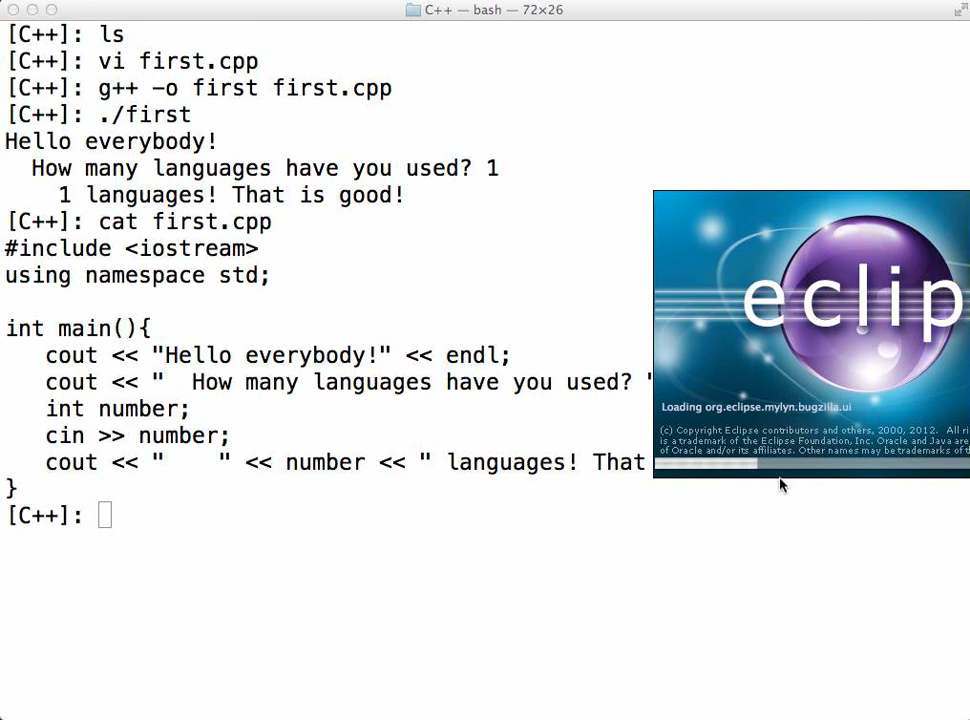 C++ — bash — 72×26
[C++]: ls
[C++]: vi first.cpp
[C++]: g++ -o first first.cpp
[C++]: ./first
Hello everybody!
  How many languages have you used? 1
    1 languages! That is good!
[C++]: cat first.cpp
#include <iostream>
using namespace std;
int main(){
   cout << "Hello everybody!" << endl;
   cout << "  How many languages have you used? "
   int number;
   cin >> number;
   cout << "    " << number << " languages! That
}
[C++]:
eclip
Loading org.eclipse.mylyn.bugzilla.ui
(c) Copyright Eclipse contributors and others, 2000, 2012.  All ri
is a trademark of the Eclipse Foundation, Inc. Oracle and Java are
of Oracle and/or its affiliates. Other names may be trademarks of t